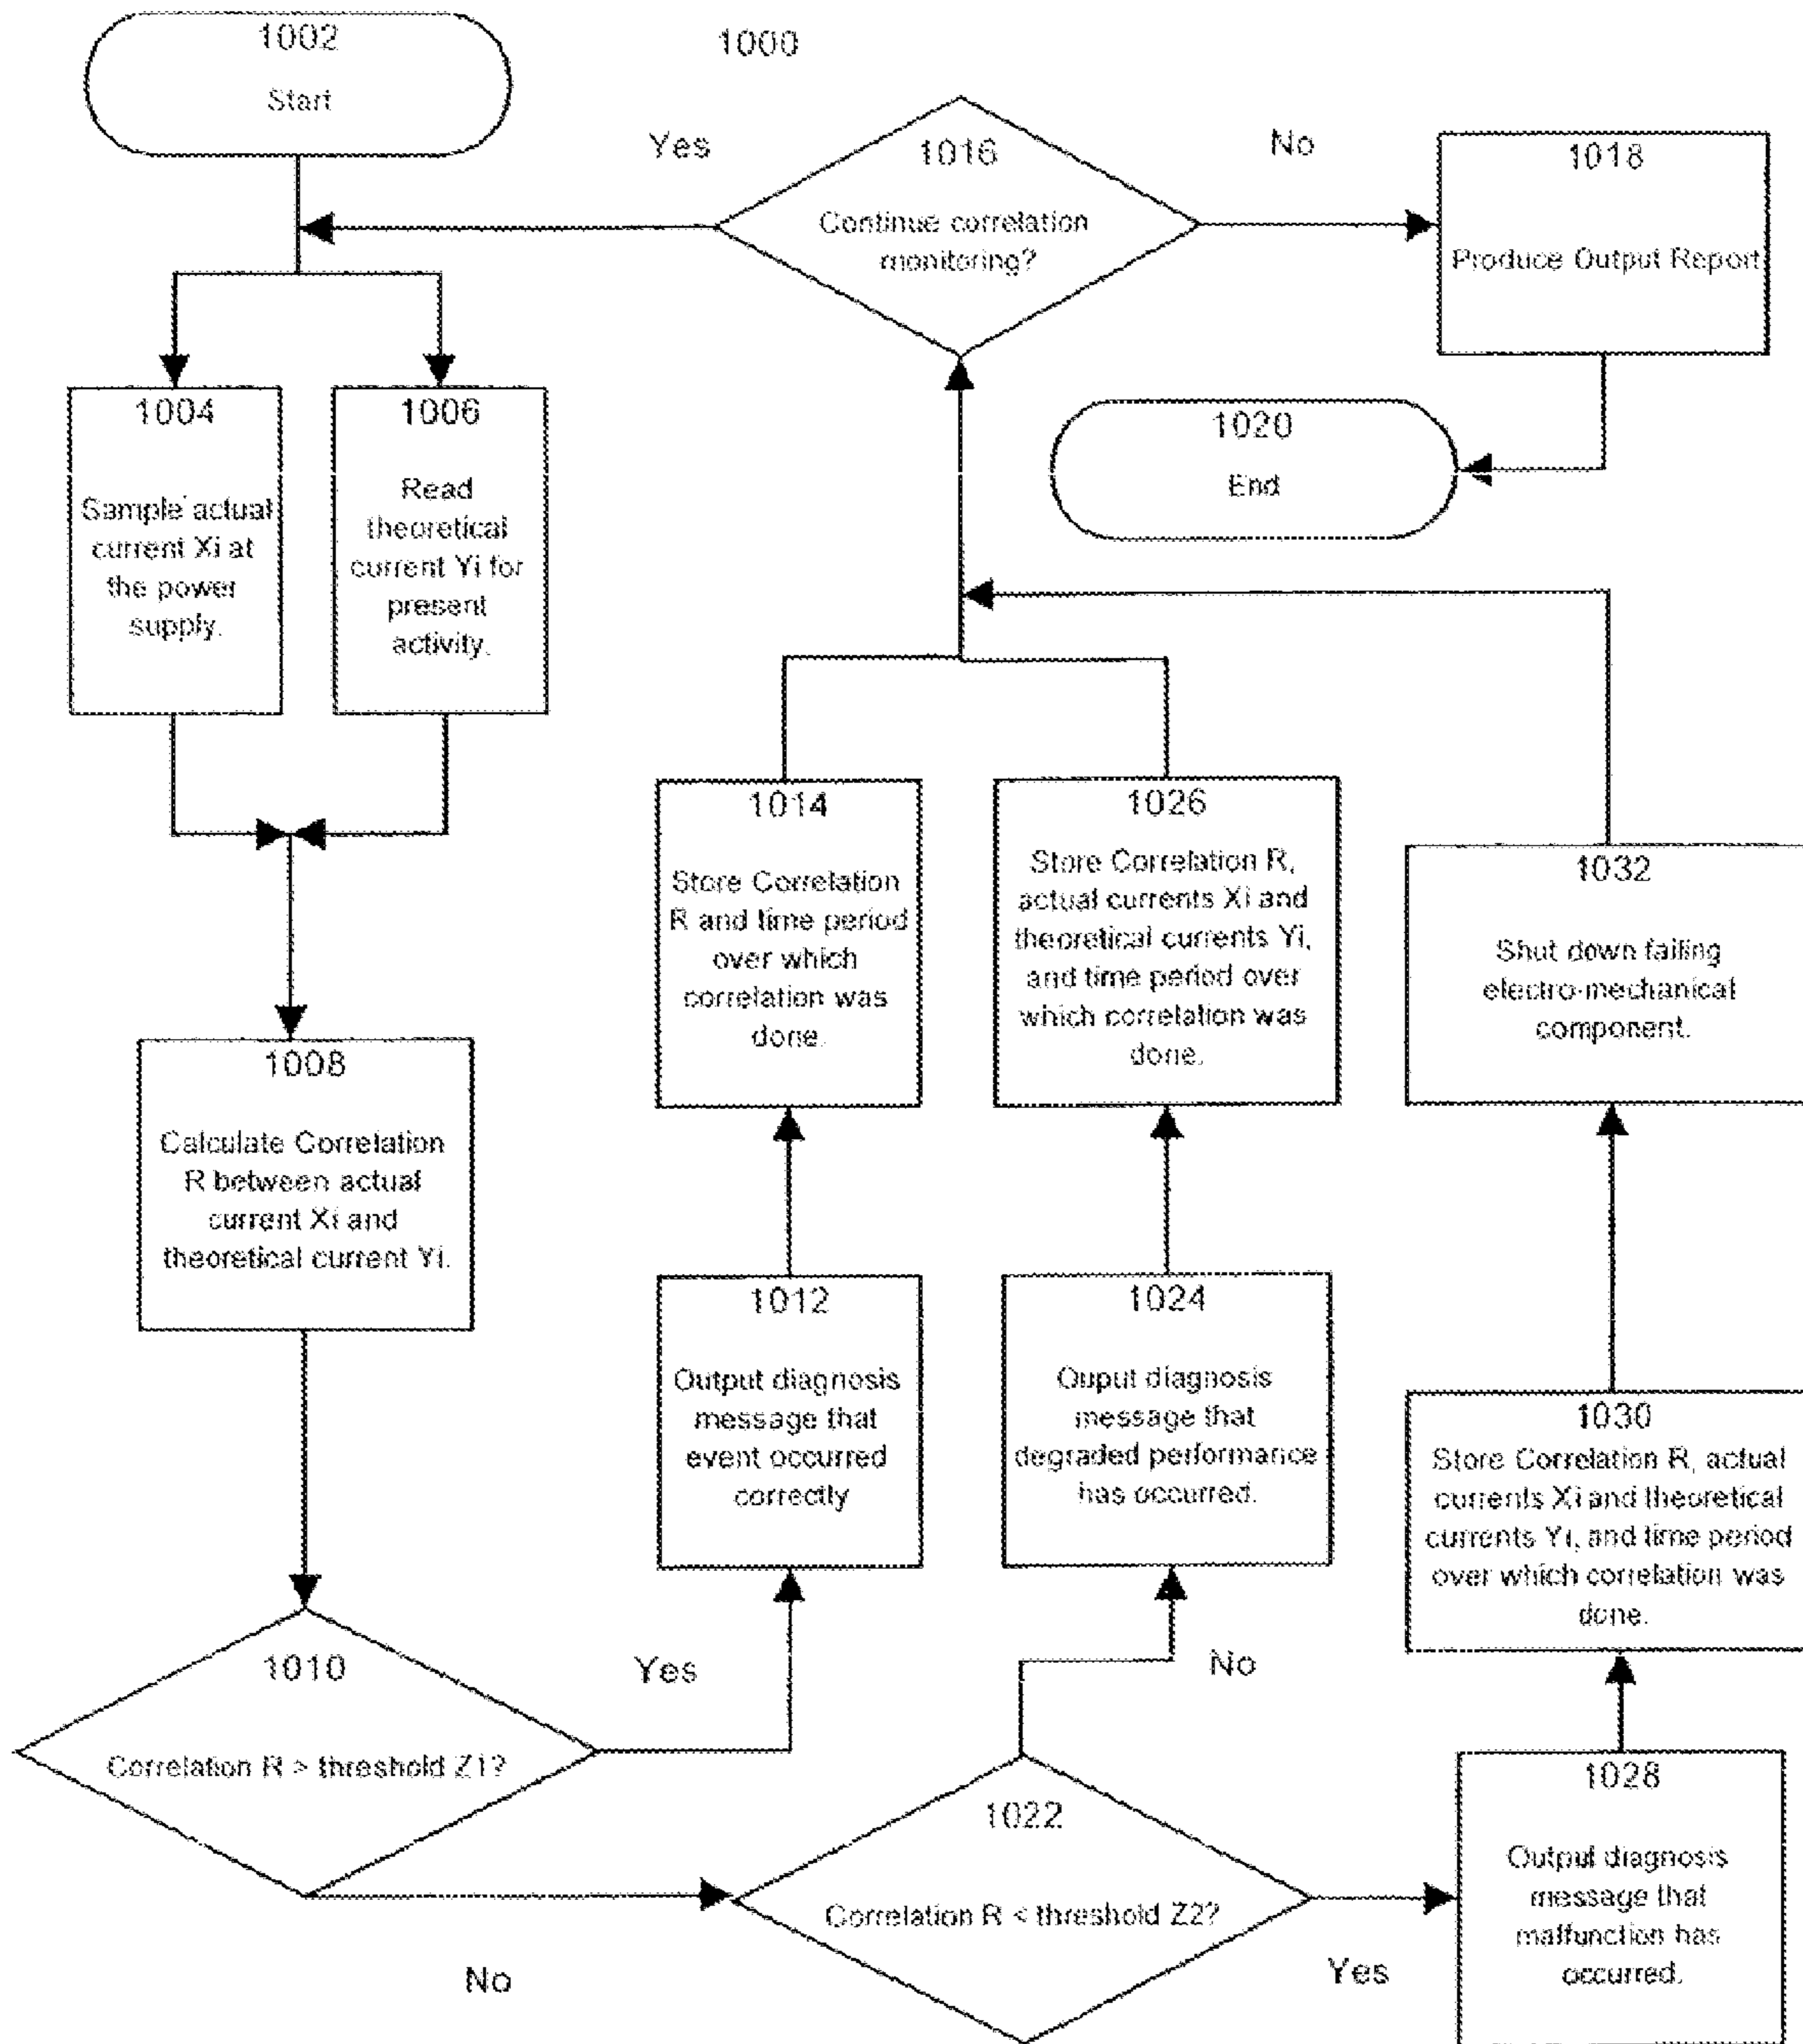 1002
Start
1000
Yes
1016
Continue correlation
monitoring?
No
1018
Produce Output Report
1004
Sample actual
current Xi at
the power
supply.
1006
Read
theoretical
current Yi for
present
activity.
1020
End
1008
Calculate Correlation
R between actual
current Xi and
theoretical current Yi.
1014
Store Correlation
R and time period
over which
correlation was
done.
1026
Store Correlation R,
actual currents Xi and
theoretical currents Yi,
and time period over
which correlation was
done.
1032
Shut down failing
electro-mechanical
component.
1012
Output diagnosis
message that
event occurred
correctly
1024
Ouput diagnosis
message that
degraded performance
has occurred.
1030
Store Correlation R, actual
currents Xi and theoretical
currents Yi, and time period
over which correlation was
done.
1010
Correlation R > threshold Z1?
Yes
No
1022
Correlation R < threshold Z2?
No
Yes
1028
Output diagnosis
message that
malfunction has
occurred.